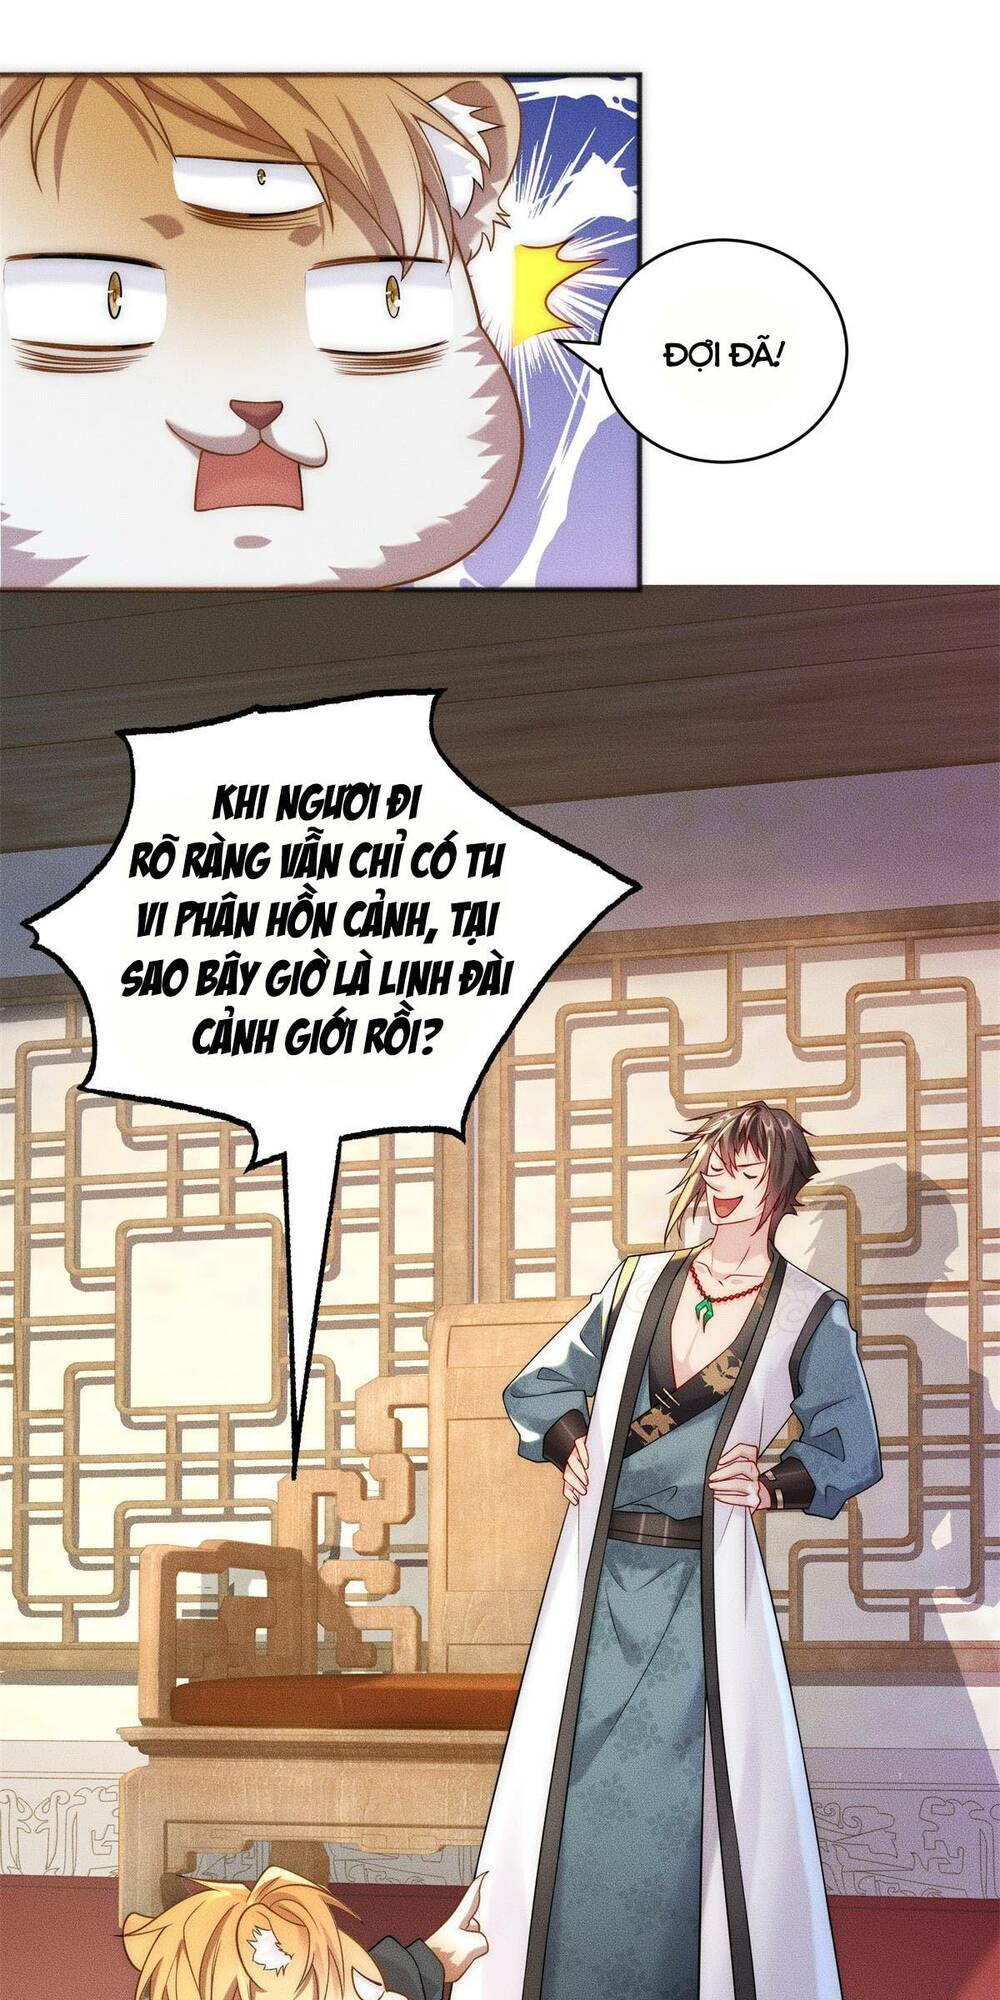 ĐỢI ĐÃ!
KHI NGƯƠI ĐI
RÕ RÀNG VẪN CHỈ CÓ TU
VI PHÂN HỒN CẢNH, TẠI
SAO BÂY GIỜ LÀ LINH ĐÀI
CẢNH GIỚI RỒI?